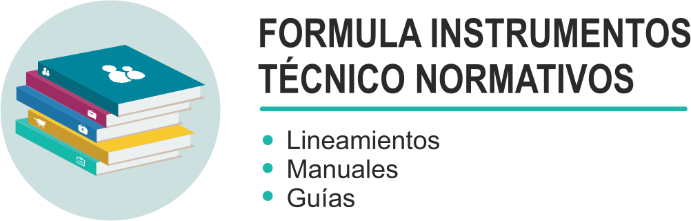 FORMULA INSTRUMENTOS
TÉCNICO NORMATIVOS
• Lineamientos
• Manuales
• Guías